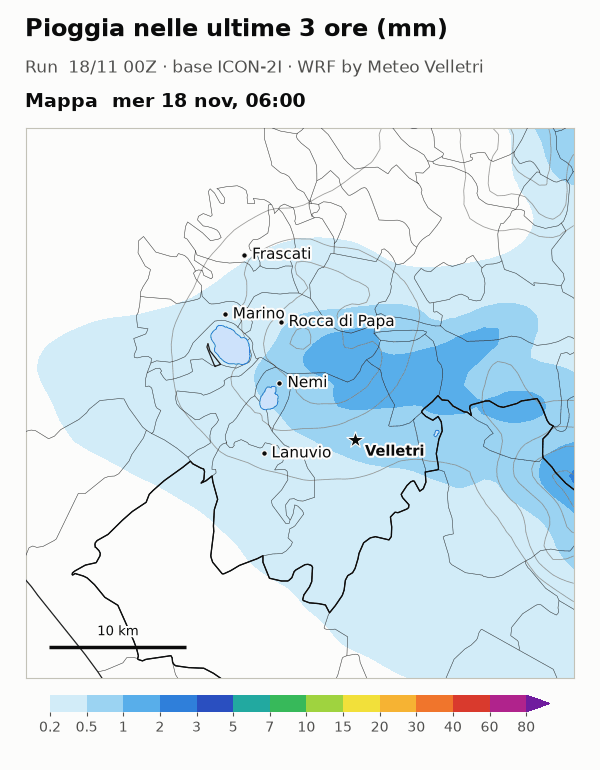 Pioggia nelle ultime 3 ore (mm)
Run  18/11 00Z · base ICON-2I · WRF by Meteo Velletri
Mappa  mer 18 nov, 06:00
Frascati
Marino
Rocca di Papa
Nemi
Velletri
Lanuvio
10 km
0.2 0.5 1 2 3 5 7 10 15 20 30 40 60 80